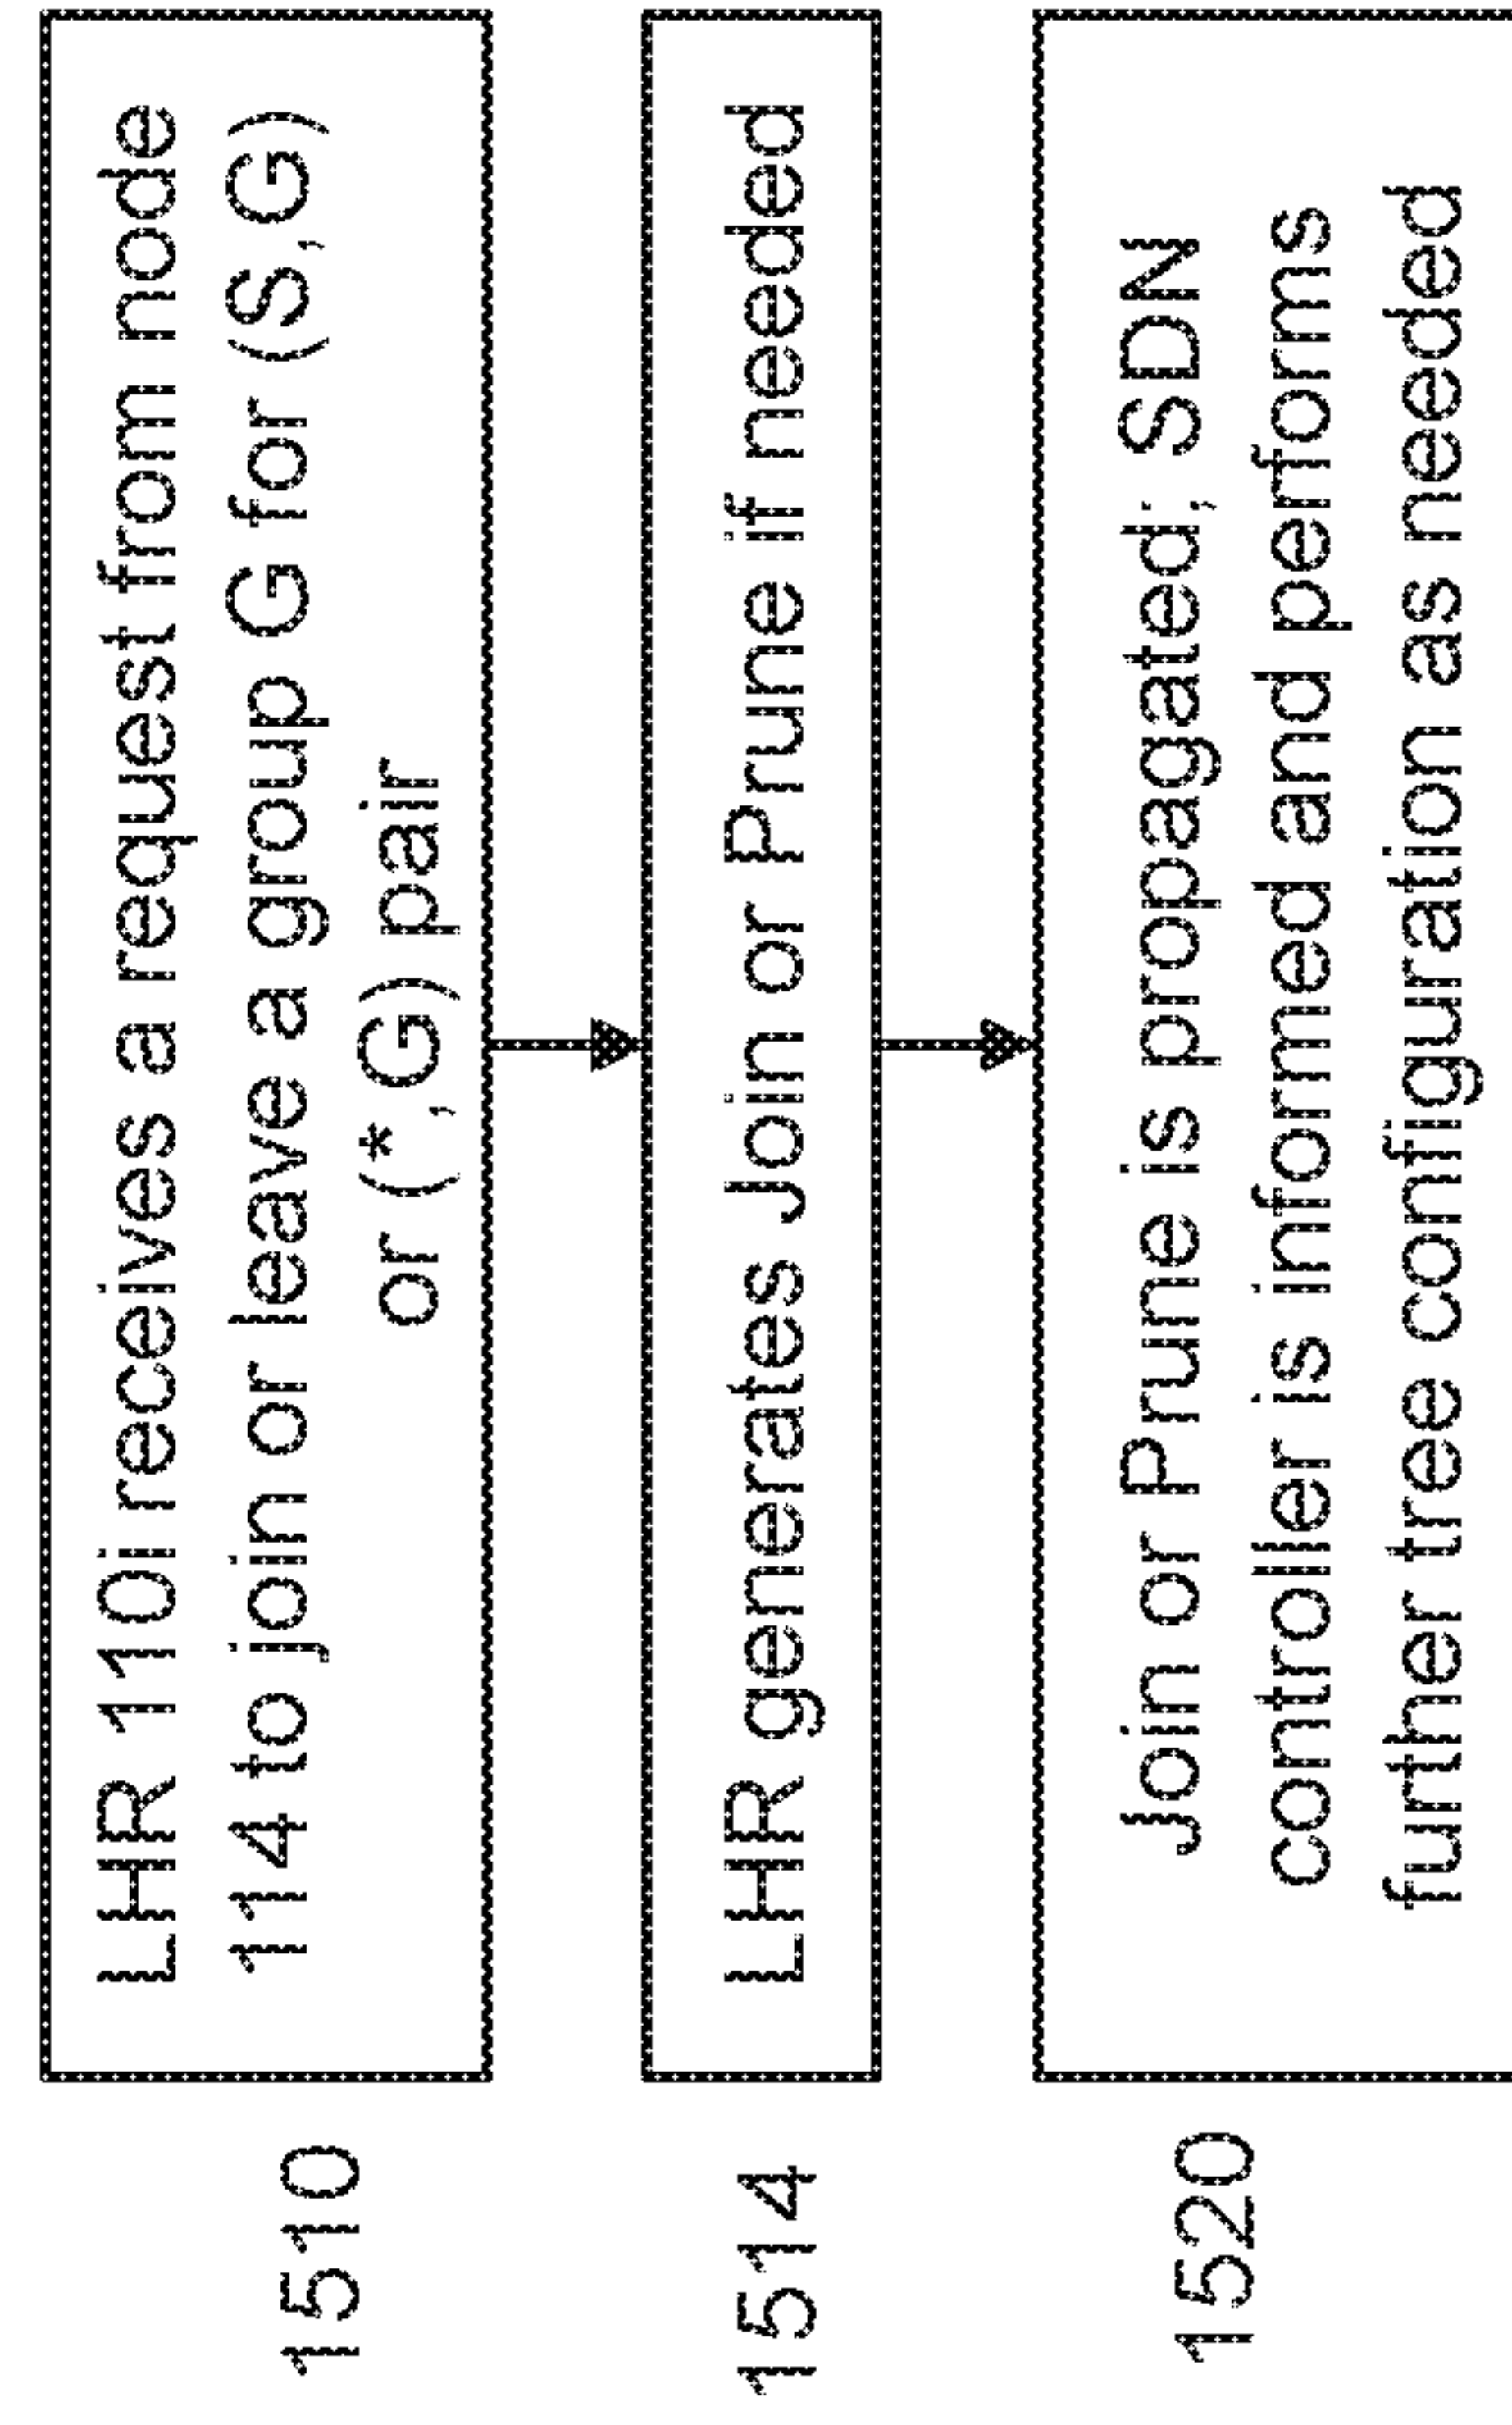 1510
LHR 110i receives a request from node
114 to join or leave a group G for (S,G)
or (*,G) pair
1514
LHR generates Join or Prune if needed
1520
Join or Prune is propagated; SDN
controller is informed and performs
further tree configuration as needed